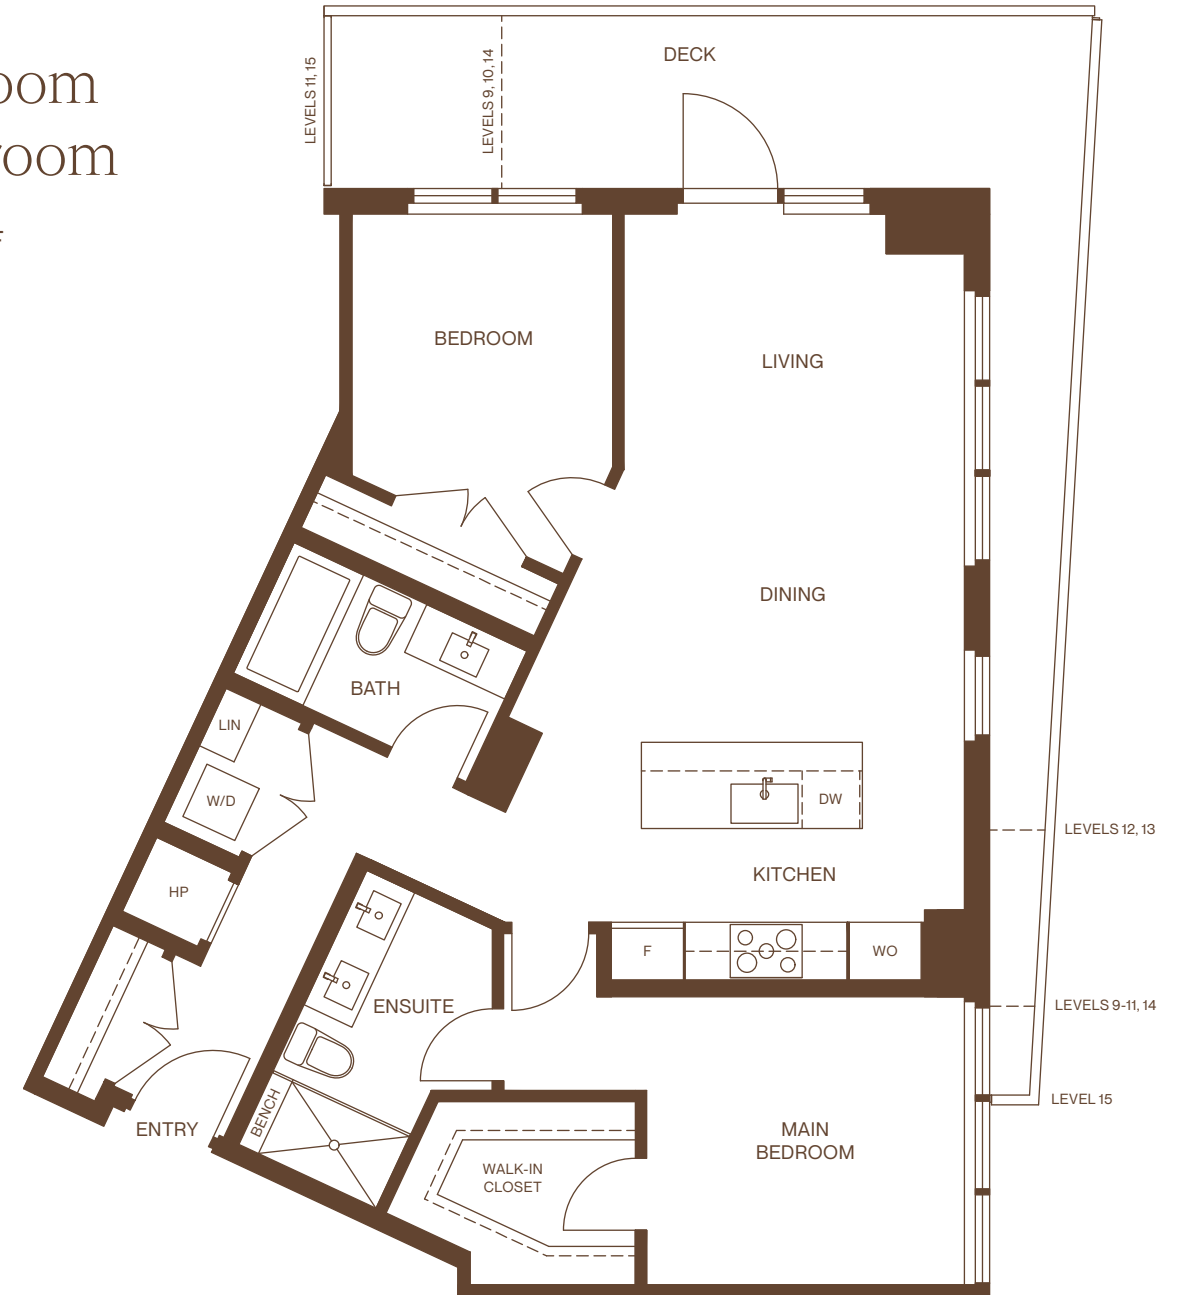 oom
room
DECK
LEVELS 11, 15
LEVELS 9, 10, 14
BEDROOM
LIVING
DINING
BATH
LIN
W/D
DW
LEVELS 12, 13
KITCHEN
HP
F
WO
ENSUITE
LEVELS 9-11, 14
BENCH
LEVEL 15
ENTRY
MAIN
BEDROOM
WALK-IN
CLOSET